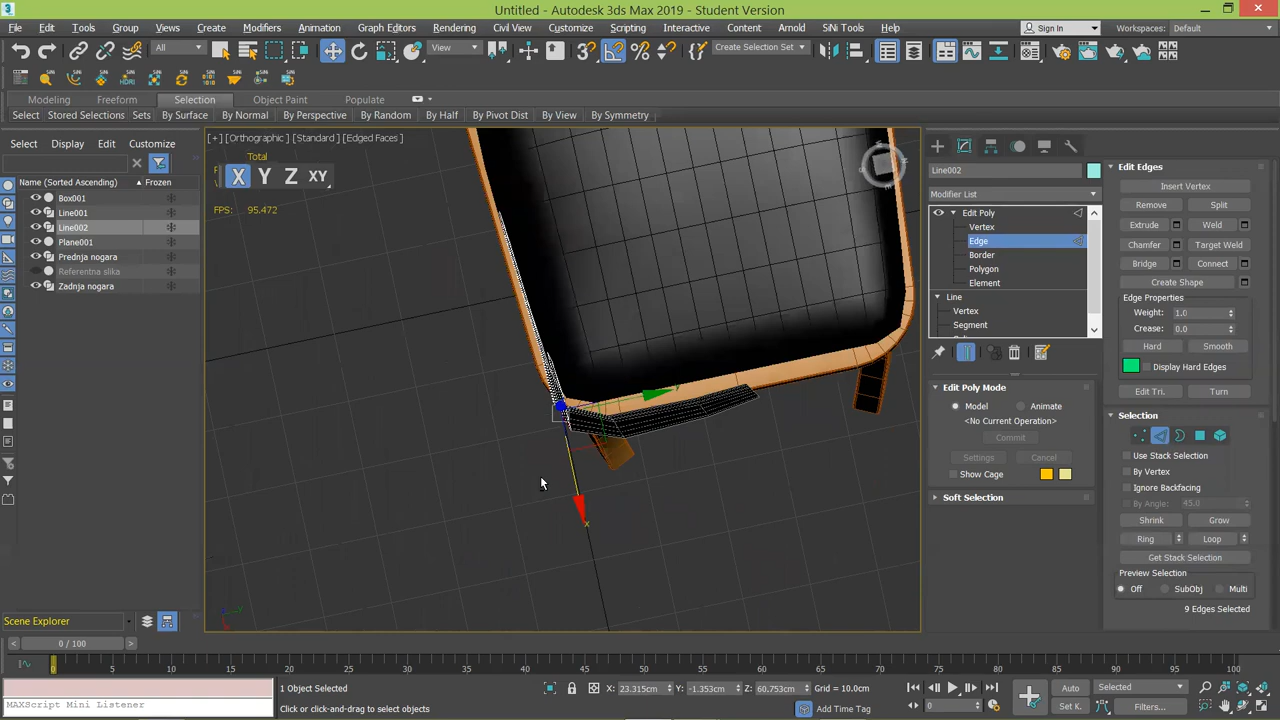 Untitled - Autodesk 3ds Max 2019 - Student Version
File Edit Tools Group Views Create Modifiers Animation Graph Editors Rendering Civil View Customize Scripting Interactive Content Arnold SiNi Tools Help Sign In Workspaces: Default
All View Create Selection Set
Modeling Freeform Selection Object Paint Populate
Select Stored Selections Sets By Surface By Normal By Perspective By Random By Half By Pivot Dist By View By Symmetry
Select Display Edit Customize
[+] [Orthographic ] [Standard ] [Edged Faces ]
Total
X Y Z XY
FPS: 95.472
Name (Sorted Ascending) Frozen
Box001
Line001
Line002
Plane001
Prednja nogara
Referentna slika
Zadnja nogara
x
y
Line002
Modifier List
Edit Poly
Vertex
Edge
Border
Polygon
Element
Line
Vertex
Segment
Edit Poly Mode
Model Animate
<No Current Operation>
Commit
Settings Cancel
Show Cage
Soft Selection
Edit Edges
Insert Vertex
Remove Split
Extrude Weld
Chamfer Target Weld
Bridge Connect
Create Shape
Edge Properties
Weight: 1.0
Crease: 0.0
Hard Smooth
Display Hard Edges
Edit Tri. Turn
Selection
Use Stack Selection
By Vertex
Ignore Backfacing
By Angle: 45.0
Shrink Grow
Ring Loop
Get Stack Selection
Preview Selection
Off SubObj Multi
9 Edges Selected
Scene Explorer
0 / 100
0 5 10 15 20 25 30 35 40 45 50 55 60 65 70 75 80 85 90 95 100
MAXScript Mini Listener
1 Object Selected
Click or click-and-drag to select objects
X: 23.315cm Y: -1.353cm Z: 60.753cm Grid = 10.0cm
Add Time Tag
Auto Selected
Set K. Filters...
0